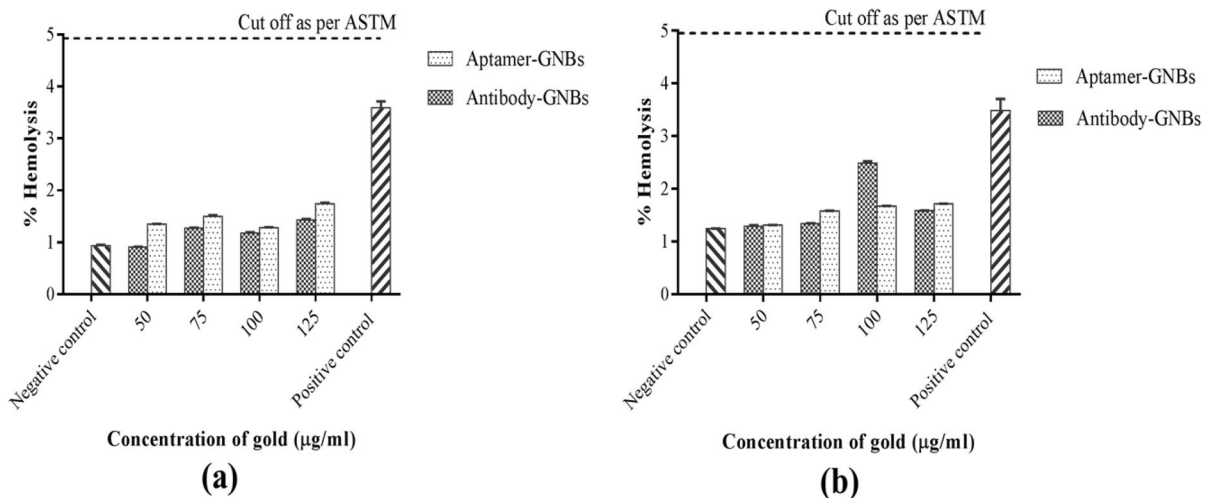 Cut off as per ASTM
5
4
3
2
1
0
% Hemolysis
Aptamer-GNBs
Antibody-GNBs
Negative control
50
75
100
125
Positive control
Concentration of gold (µg/ml)
(a)
Cut off as per ASTM
5
4
3
2
1
0
% Hemolysis
Aptamer-GNBs
Antibody-GNBs
Negative control
50
75
100
125
Positive control
Concentration of gold (µg/ml)
(b)